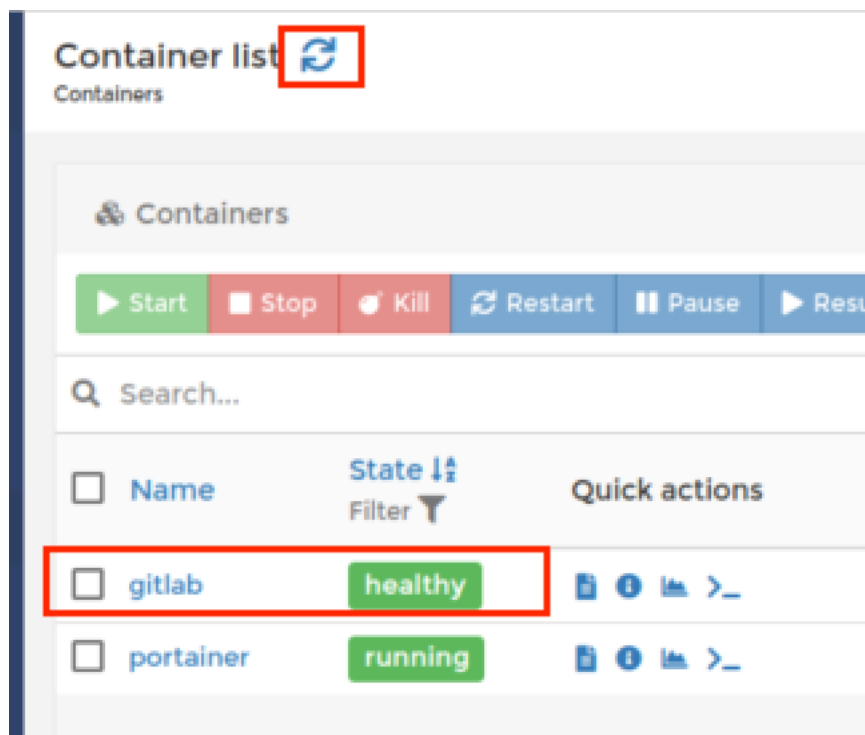 Container list
Containers
Containers
Start Stop Kill Restart Pause Resu
Search...
Name State Quick actions
Filter
gitlab healthy
portainer running